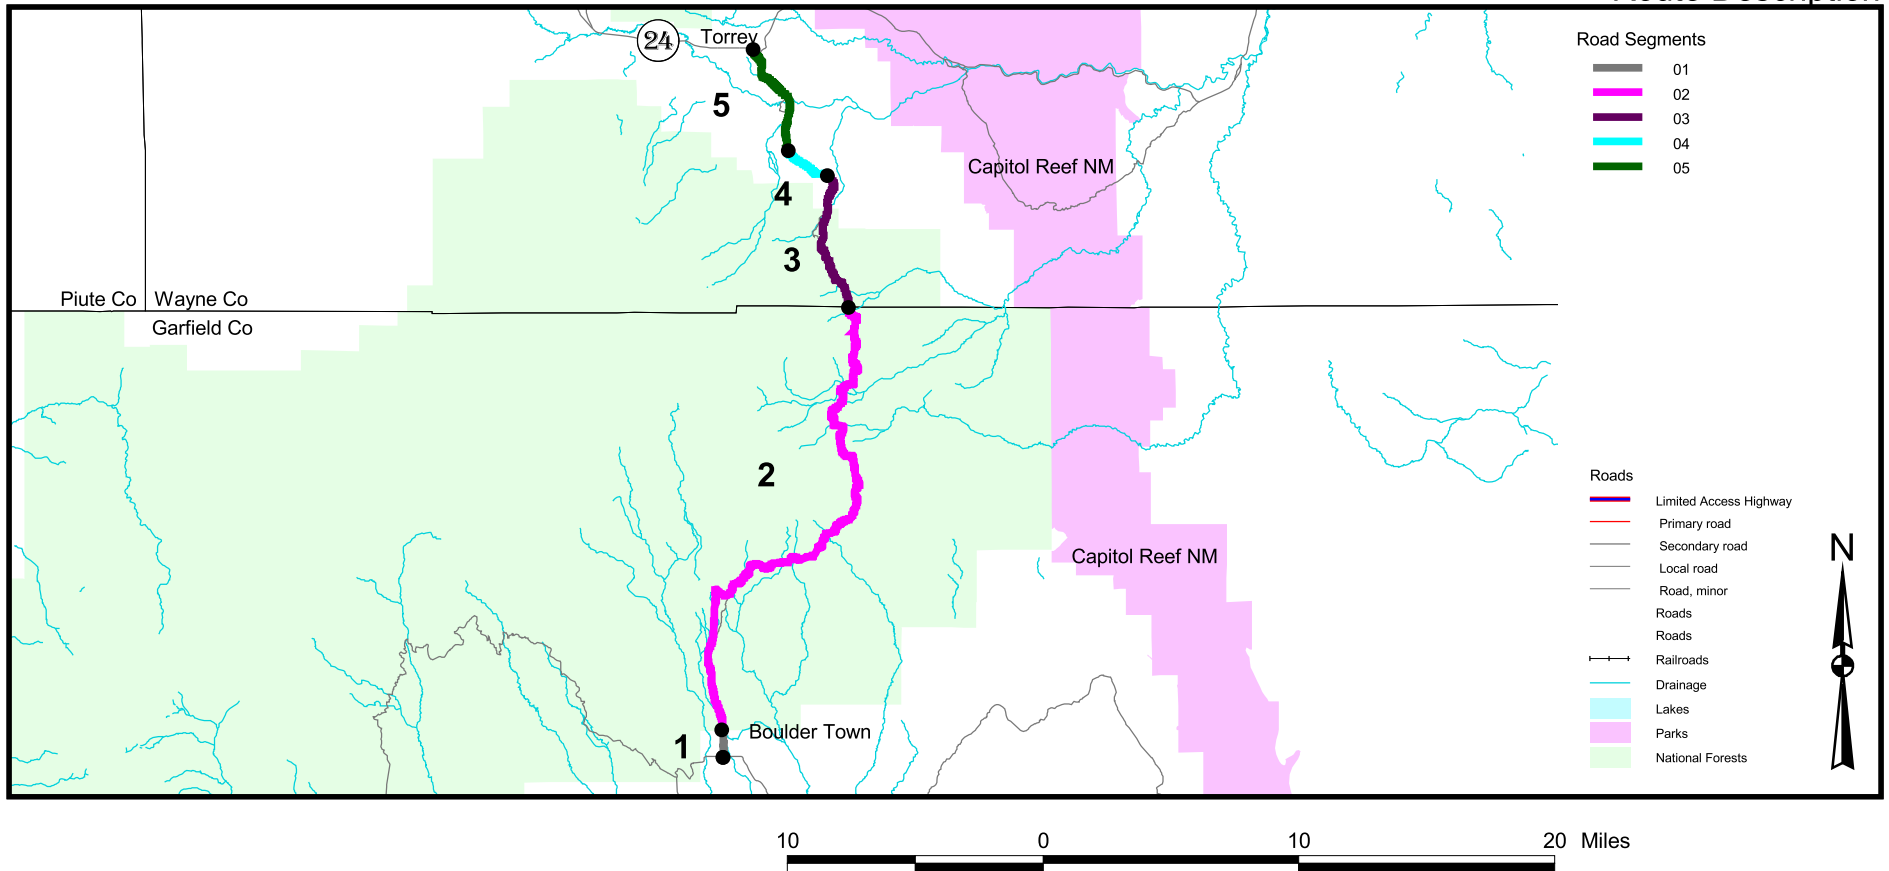 Route Description
24
Torrey
Road Segments
01
02
03
04
05
5
Capitol Reef NM
4
3
Piute Co
Wayne Co
Garfield Co
2
Roads
Limited Access Highway
Primary road
Secondary road
Local road
Road, minor
Roads
Roads
Railroads
Drainage
Lakes
Parks
National Forests
N
Capitol Reef NM
Boulder Town
1
10 0 10 20 Miles